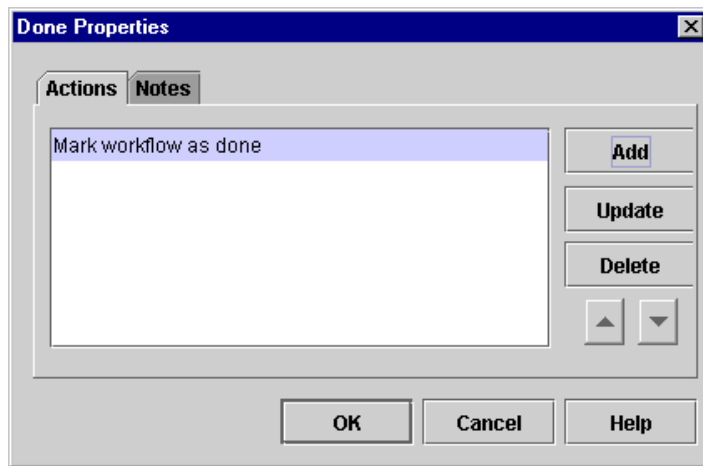 Done Properties
Actions Notes
Mark workflow as done
Add
Update
Delete
OK Cancel Help